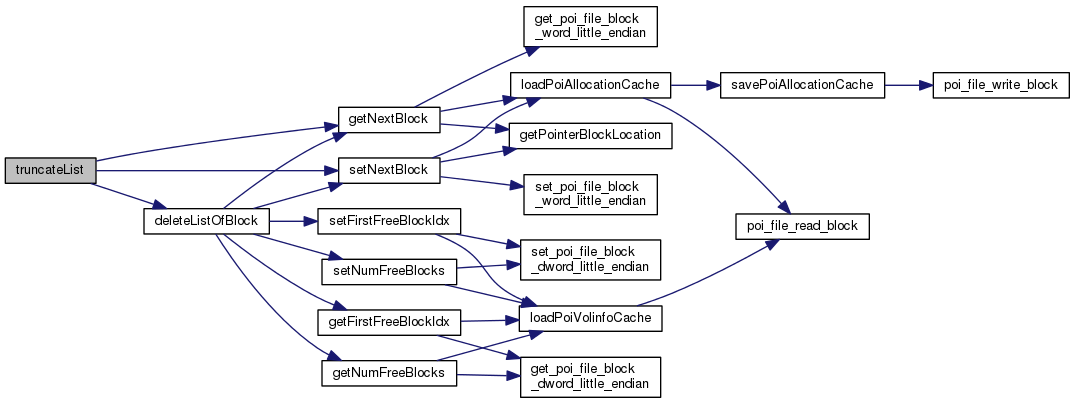 truncateList
deleteListOfBlock
getNextBlock
setNextBlock
setFirstFreeBlockIdx
setNumFreeBlocks
getFirstFreeBlockIdx
getNumFreeBlocks
get_poi_file_block
_word_little_endian
loadPoiAllocationCache
getPointerBlockLocation
set_poi_file_block
_word_little_endian
set_poi_file_block
_dword_little_endian
loadPoiVolinfoCache
get_poi_file_block
_dword_little_endian
savePoiAllocationCache
poi_file_read_block
poi_file_write_block